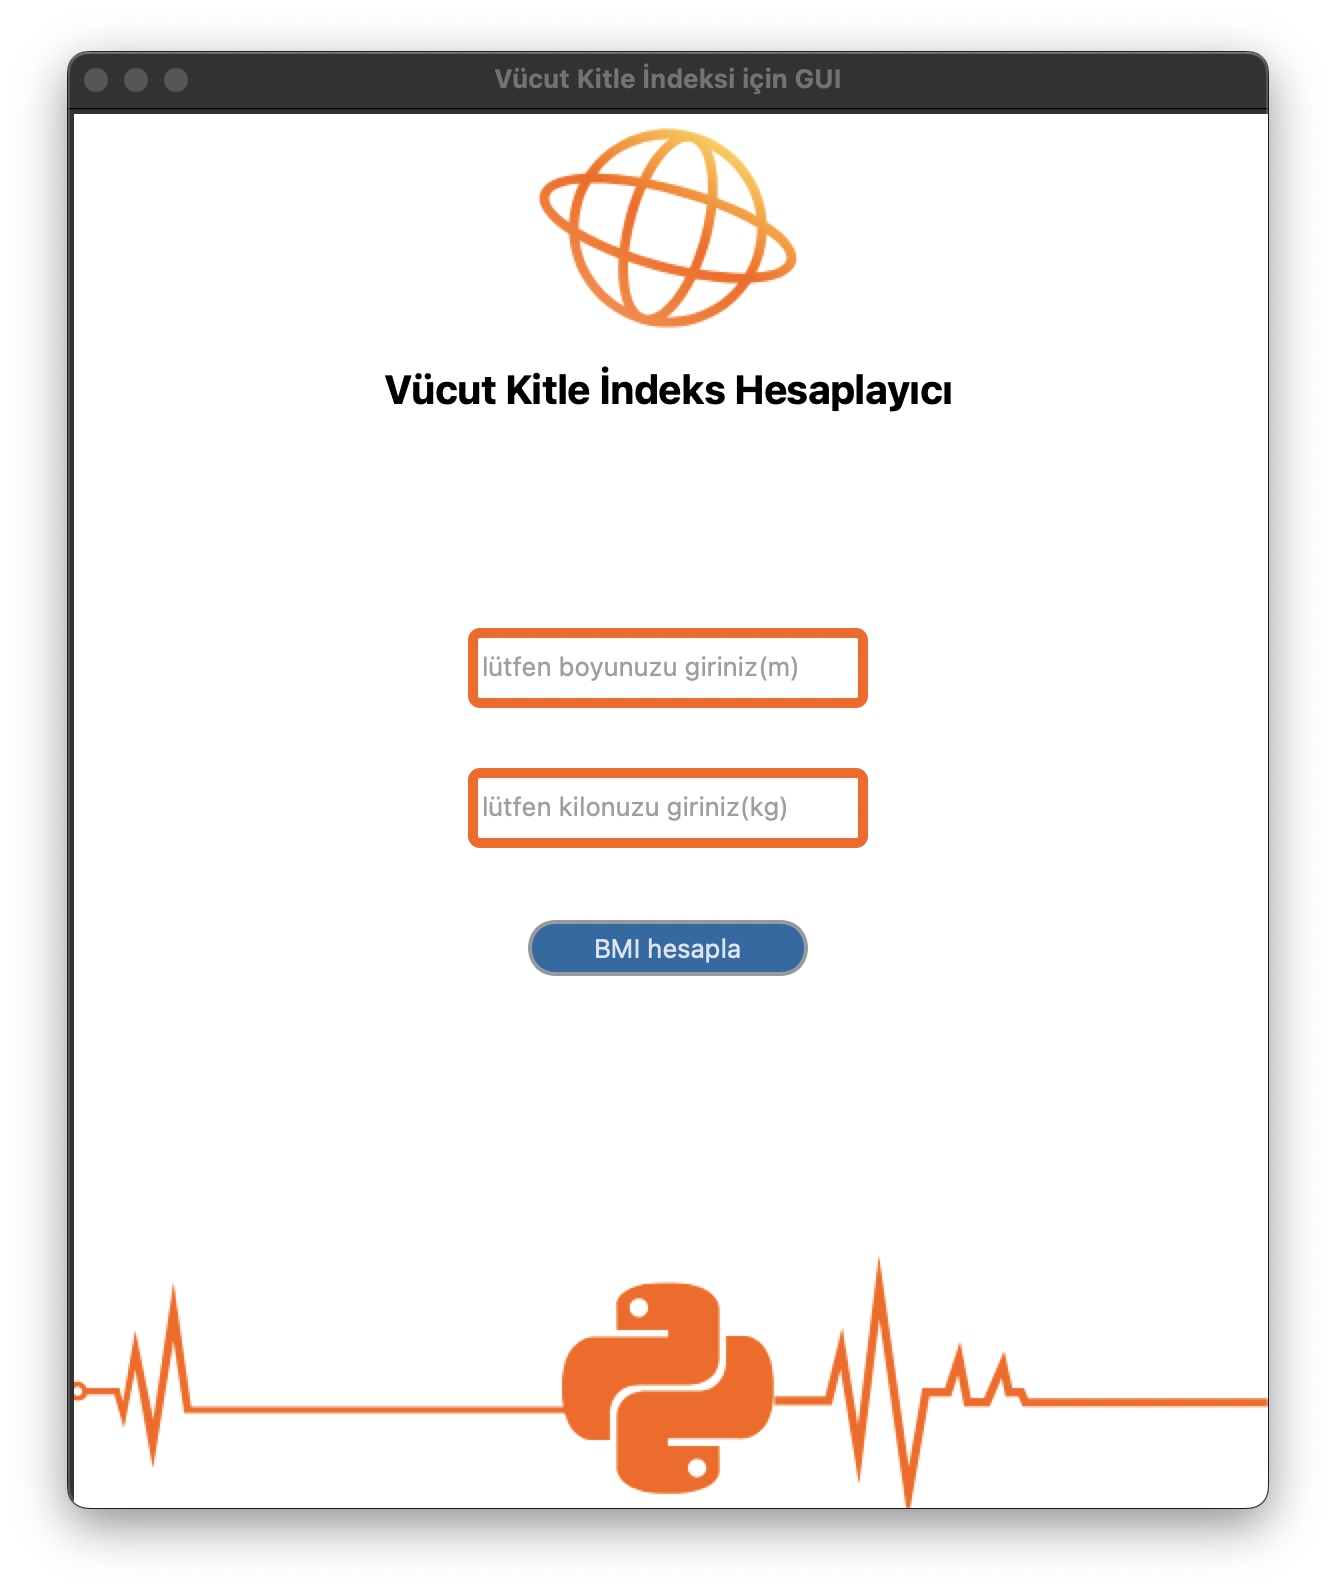 Vücut Kitle İndeksi için GUI
Vücut Kitle İndeks Hesaplayıcı
lütfen boyunuzu giriniz(m)
lütfen kilonuzu giriniz(kg)
BMI hesapla